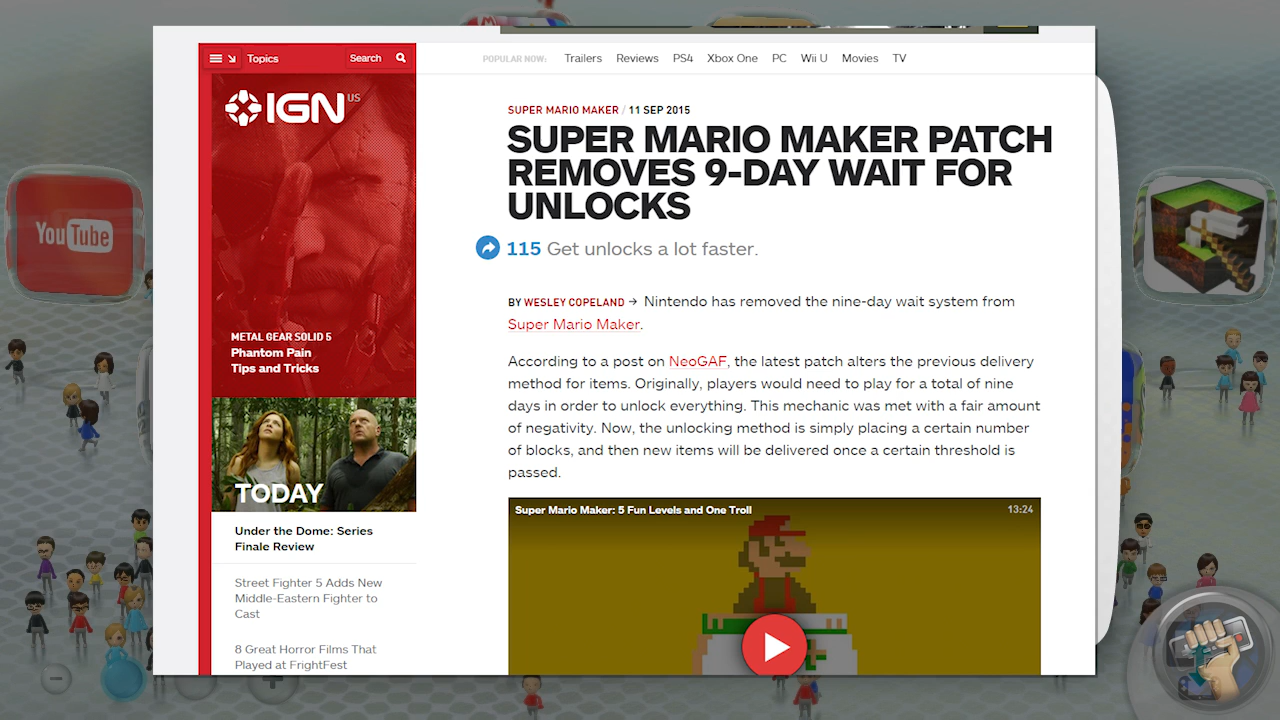 Topics
Search
POPULAR NOW:
Trailers
Reviews
PS4
Xbox One
PC
Wii U
Movies
TV
IGN US
METAL GEAR SOLID 5
Phantom Pain
Tips and Tricks
TODAY
Under the Dome: Series
Finale Review
Street Fighter 5 Adds New
Middle-Eastern Fighter to
Cast
8 Great Horror Films That
Played at FrightFest
SUPER MARIO MAKER / 11 SEP 2015
SUPER MARIO MAKER PATCH
REMOVES 9-DAY WAIT FOR
UNLOCKS
115 Get unlocks a lot faster.
BY WESLEY COPELAND → Nintendo has removed the nine-day wait system from
Super Mario Maker.
According to a post on NeoGAF, the latest patch alters the previous delivery
method for items. Originally, players would need to play for a total of nine
days in order to unlock everything. This mechanic was met with a fair amount
of negativity. Now, the unlocking method is simply placing a certain number
of blocks, and then new items will be delivered once a certain threshold is
passed.
Super Mario Maker: 5 Fun Levels and One Troll
13:24
YouTube